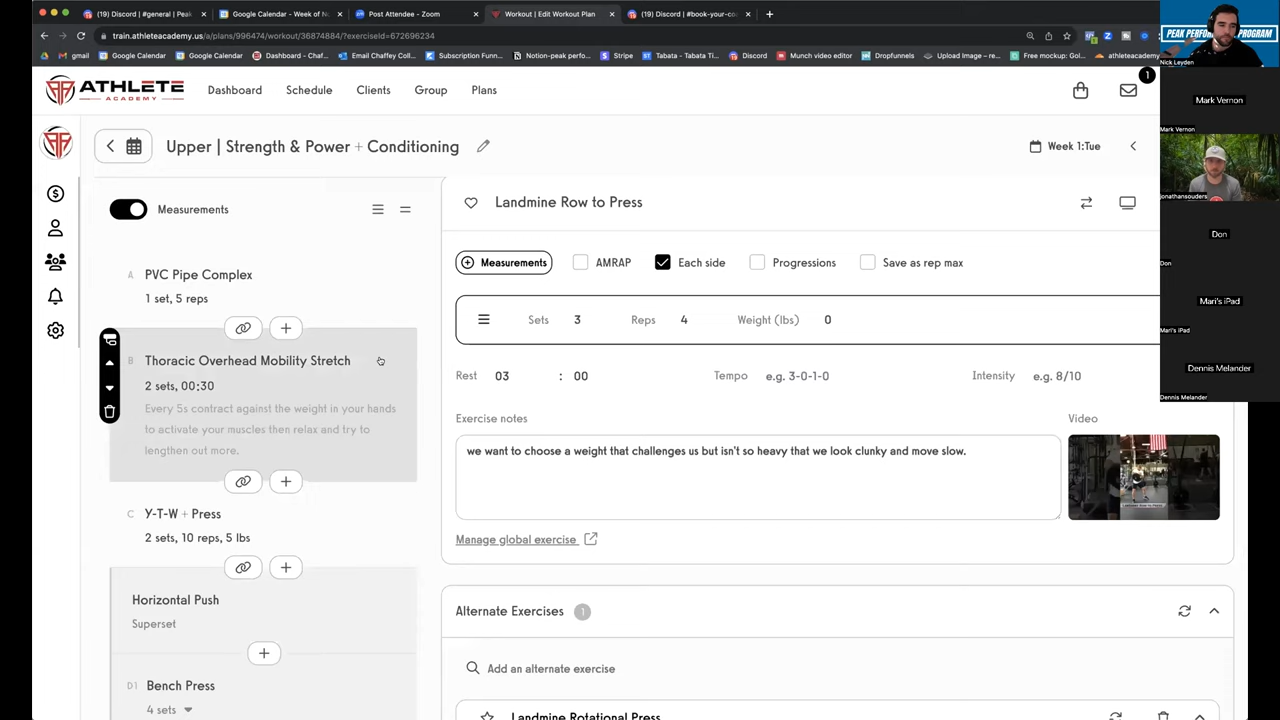 (1) Discord | #general | Peak
Google Calendar - Week of N
Post Attendee - Zoom
Workout | Edit Workout Plan
(1) Discord | #book-your-co
train.athleteacademy.us/a/plans/996474/workout/36874884/?exerciseId=672696234
gmail
Google Calendar
Google Calendar
Dashboard - Chaf...
Email Chaffey Col...
Subscription Conn...
Notion-peak perfo...
Stripe
Tabata - Tabata Ti...
Discord
Munch video editor
Dropfunnels
Upload Image – re...
Free mockup: Gol...
athleteacademy
ATHLETE
ACADEMY
Dashboard
Schedule
Clients
Group
Plans
1
Upper | Strength & Power + Conditioning
Week 1:Tue
Measurements
A
PVC Pipe Complex
1 set, 5 reps
B
Thoracic Overhead Mobility Stretch
2 sets, 00:30
Every 5s contract against the weight in your hands
to activate your muscles then relax and try to
lengthen out more.
C
Y-T-W + Press
2 sets, 10 reps, 5 lbs
Horizontal Push
Superset
D1
Bench Press
4 sets
Landmine Row to Press
Measurements
AMRAP
Each side
Progressions
Save as rep max
Sets 3 Reps 4 Weight (lbs) 0
Rest 03 : 00 Tempo e.g. 3-0-1-0 Intensity e.g. 8/10
Exercise notes
Video
we want to choose a weight that challenges us but isn't so heavy that we look clunky and move slow.
Manage global exercise
Alternate Exercises 1
Add an alternate exercise
Landmine Rotational Press
Nick Leyden
Mark Vernon
Mark Vernon
jonathansouders
Don
Don
Mari's iPad
Mari's iPad
Dennis Melander
Dennis Melander